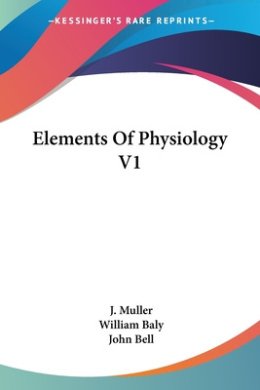 •KESSINGER'S RARE REPRINTS•
Elements Of Physiology
V1
J. Muller
William Baly
John Bell